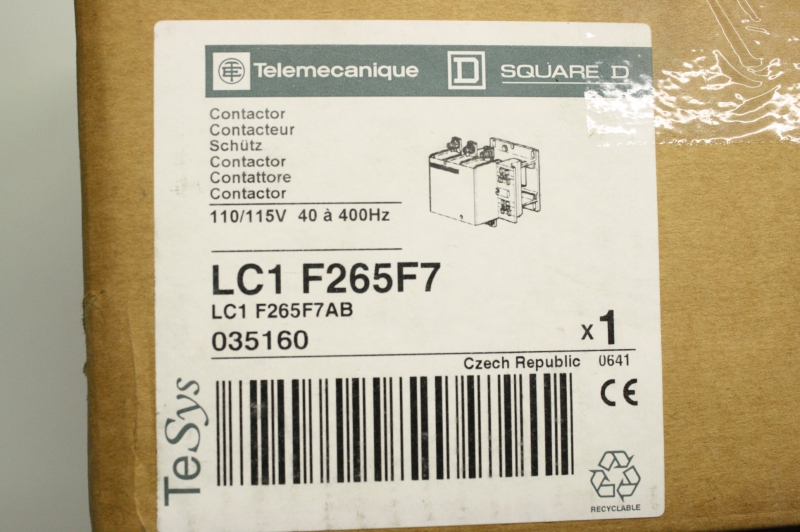 Telemecanique SQUARE D
Contactor
Contacteur
Schütz
Contactor
Contattore
Contactor
110/115V 40 à 400Hz
LC1 F265F7
LC1 F265F7AB
035160
x 1
Czech Republic 0641
CE
TeSys
RECYCLABLE